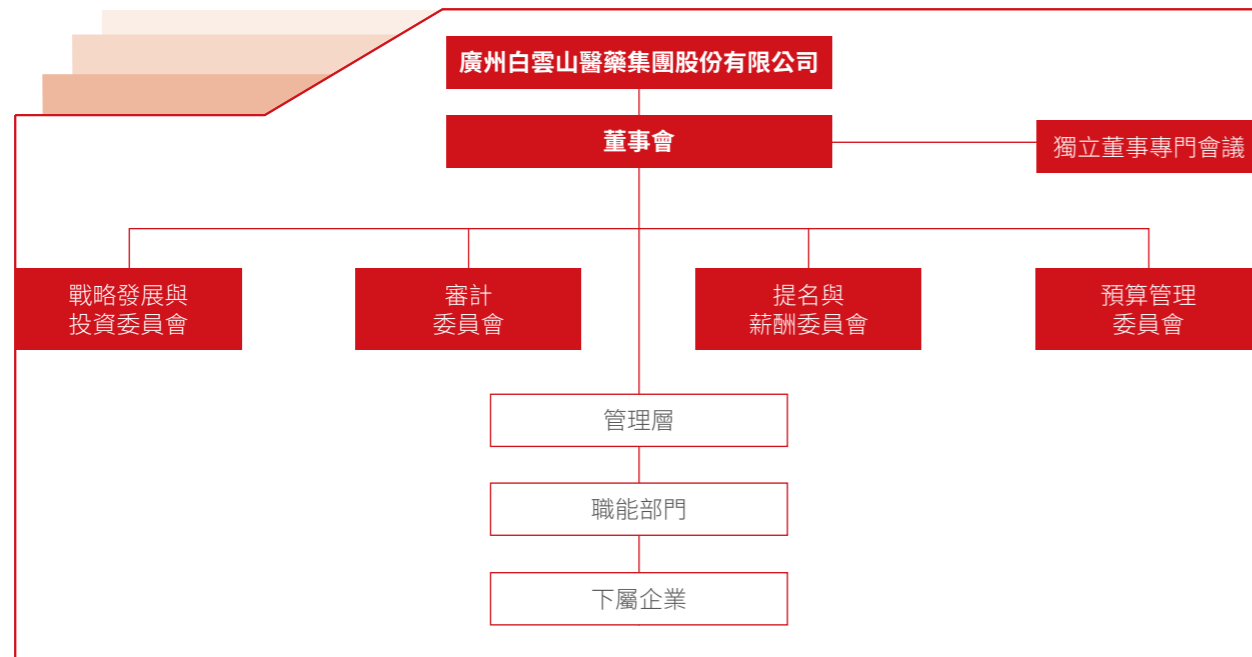 廣州白雲山醫藥集團股份有限公司
董事會
獨立董事專門會議
戰略發展與
投資委員會
審計
委員會
提名與
薪酬委員會
預算管理
委員會
管理層
職能部門
下屬企業